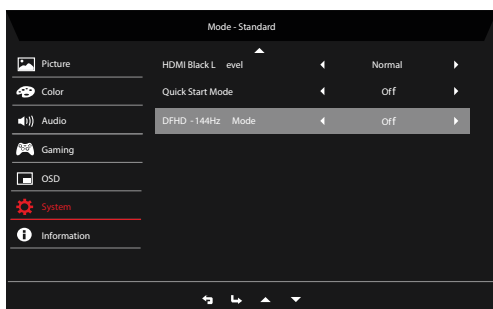 Mode - Standard
Picture
HDMI Black L evel Normal
Color
Quick Start Mode Off
Audio
DFHD -144Hz Mode Off
Gaming
OSD
System
Information